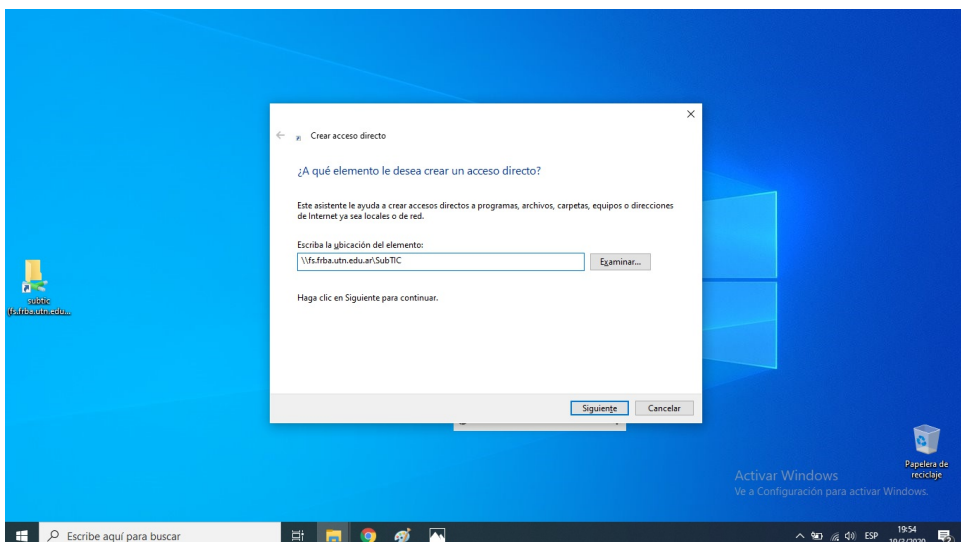 Crear acceso directo
¿A qué elemento le desea crear un acceso directo?
Este asistente le ayuda a crear accesos directos a programas, archivos, carpetas, equipos o direcciones
de Internet ya sea locales o de red.
Escriba la ubicación del elemento:
\\fs.frba.utn.edu.ar\SubTIC
Examinar...
Haga clic en Siguiente para continuar.
Siguiente
Cancelar
subtic
(fs.frba.utn.edu...
Papelera de
reciclaje
Activar Windows
Ve a Configuración para activar Windows.
Escribe aquí para buscar
ESP
19:54